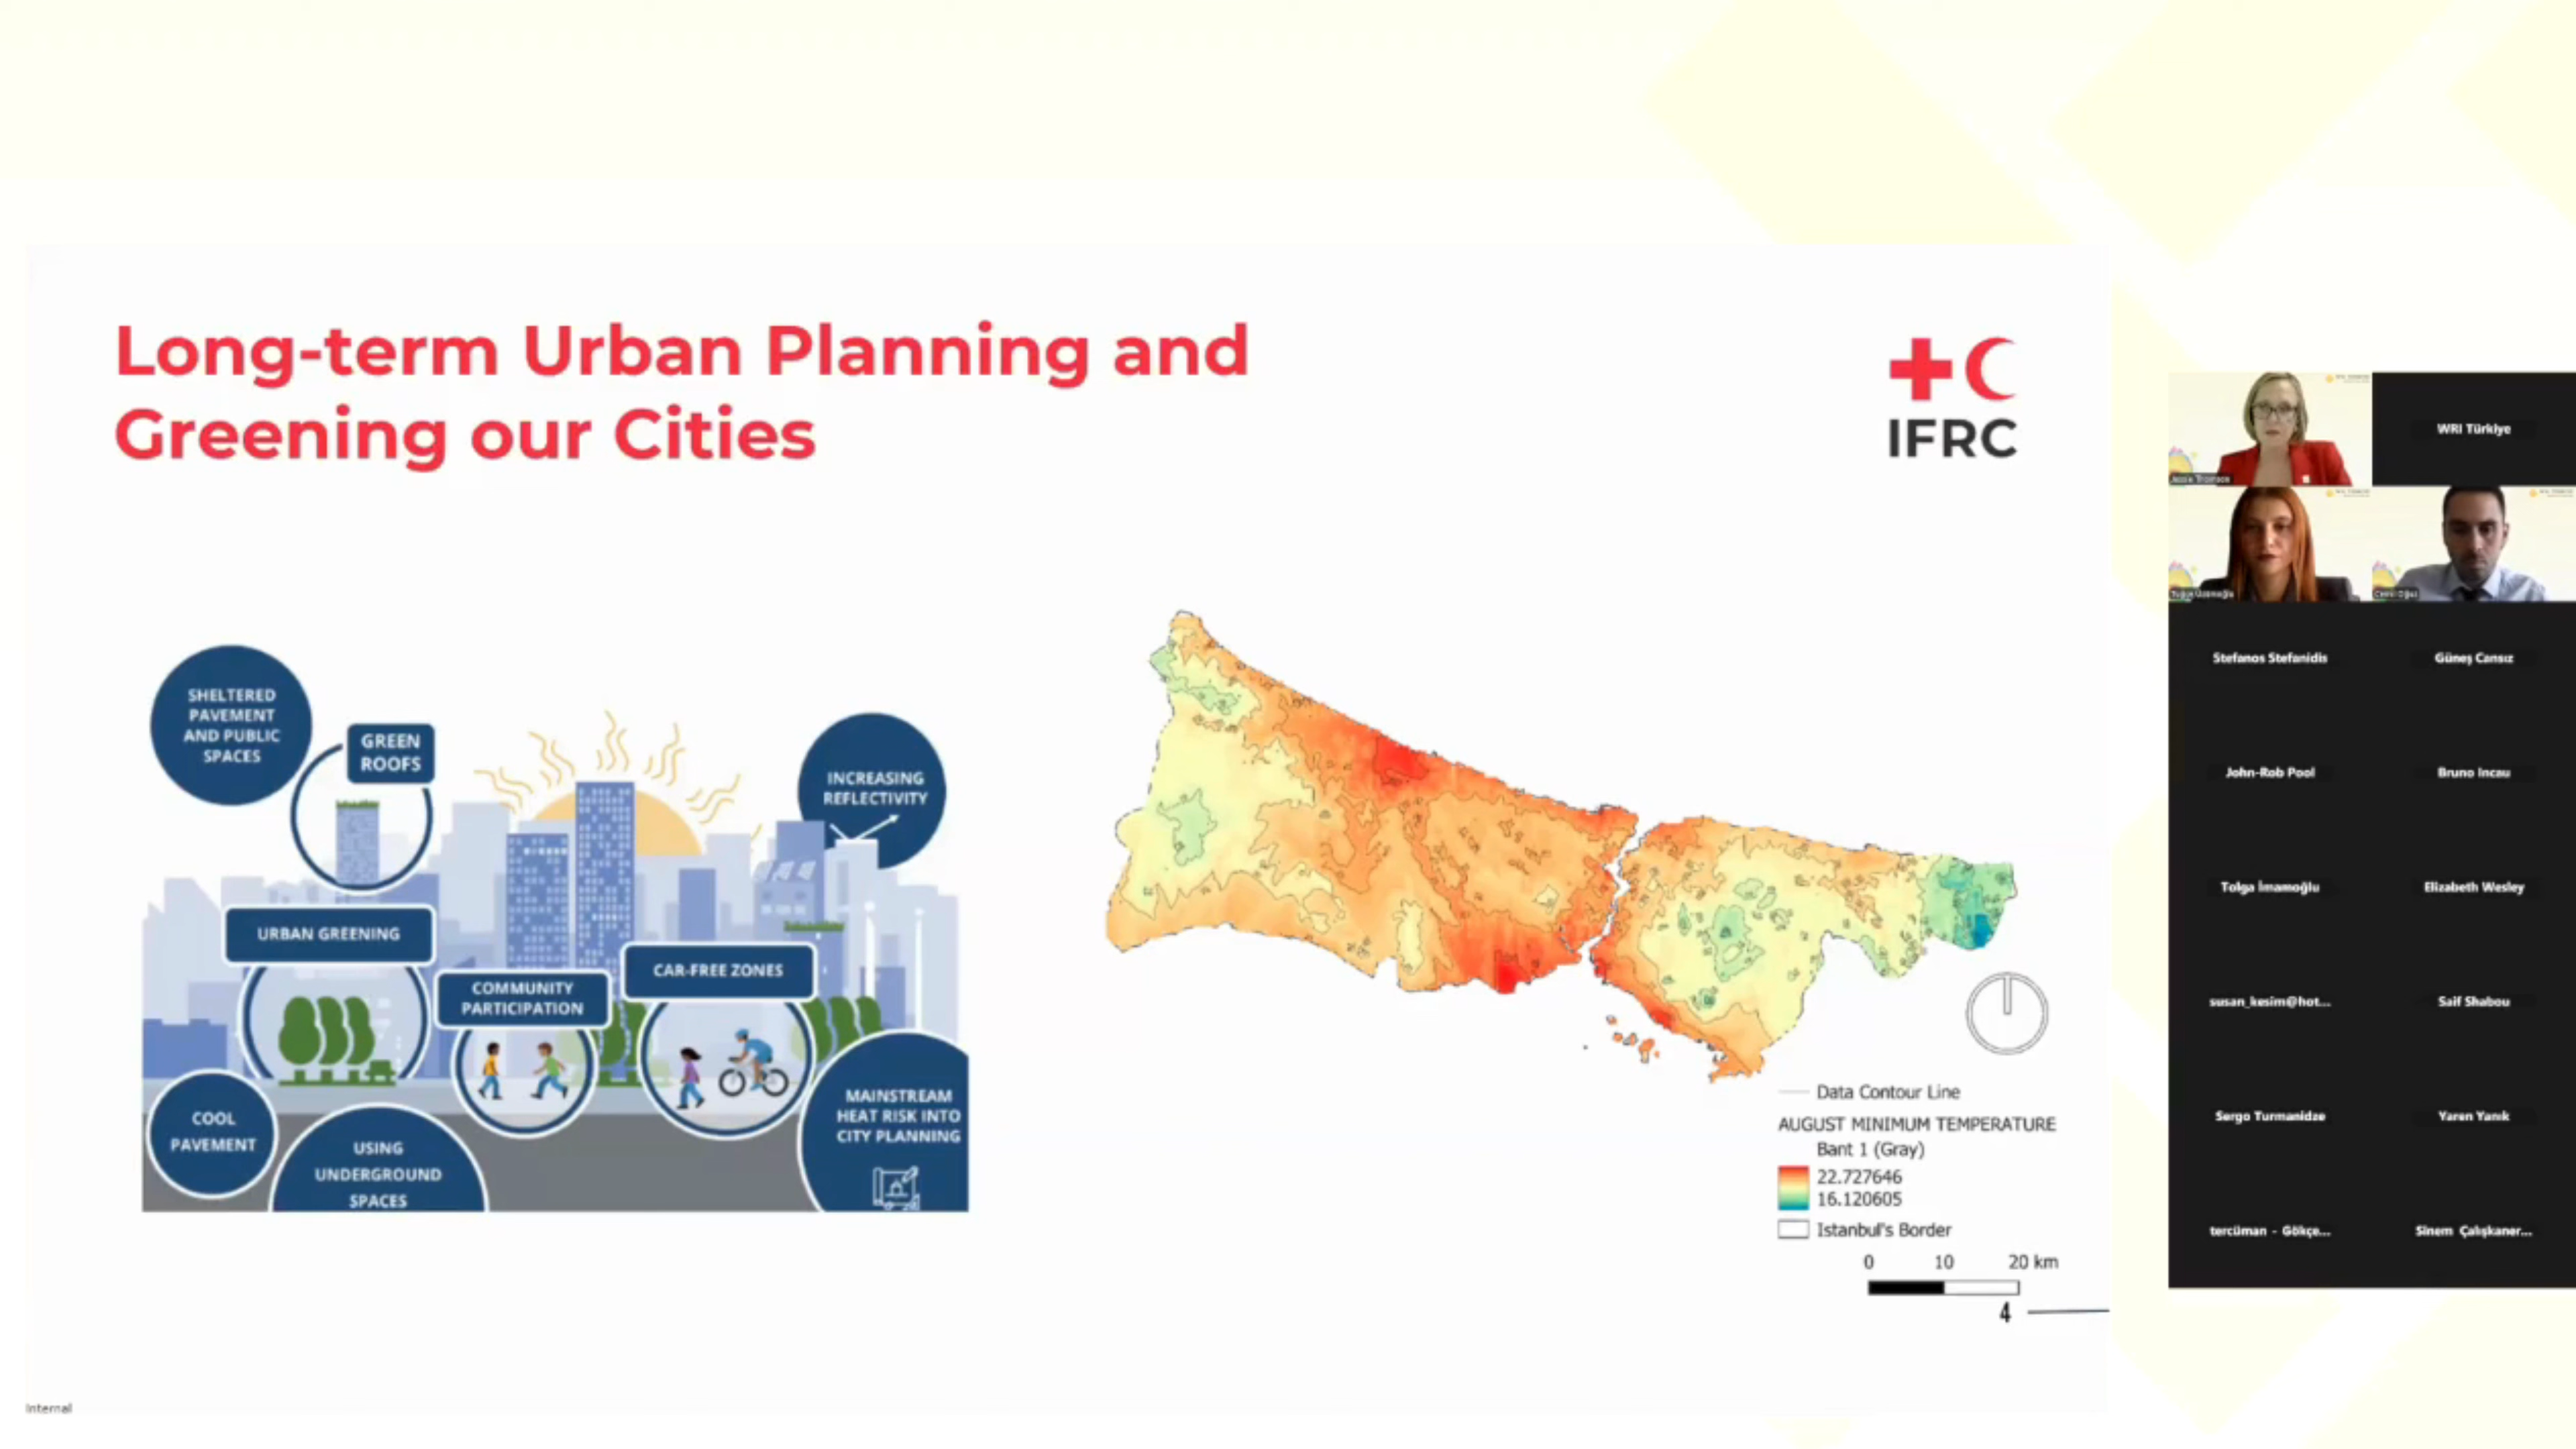 Long-term Urban Planning and
Greening our Cities
IFRC
SHELTERED
PAVEMENT
AND PUBLIC
SPACES
GREEN
ROOFS
INCREASING
REFLECTIVITY
URBAN GREENING
COMMUNITY
PARTICIPATION
CAR-FREE ZONES
COOL
PAVEMENT
USING
UNDERGROUND
SPACES
MAINSTREAM
HEAT RISK INTO
CITY PLANNING
Data Contour Line
AUGUST MINIMUM TEMPERATURE
Bant 1 (Gray)
22.727646
16.120605
Istanbul's Border
0 10 20 km
4
Internal
WRI Türkiye
Stefanos Stefanidis
Güneş Cansız
John-Rob Pool
Bruno Incau
Tolga İmamoğlu
Elizabeth Wesley
susan_kesim@hot...
Saif Shabou
Sergo Turmanidze
Yaren Yanık
tercüman - Gökçe...
Sinem Çalışkaner...